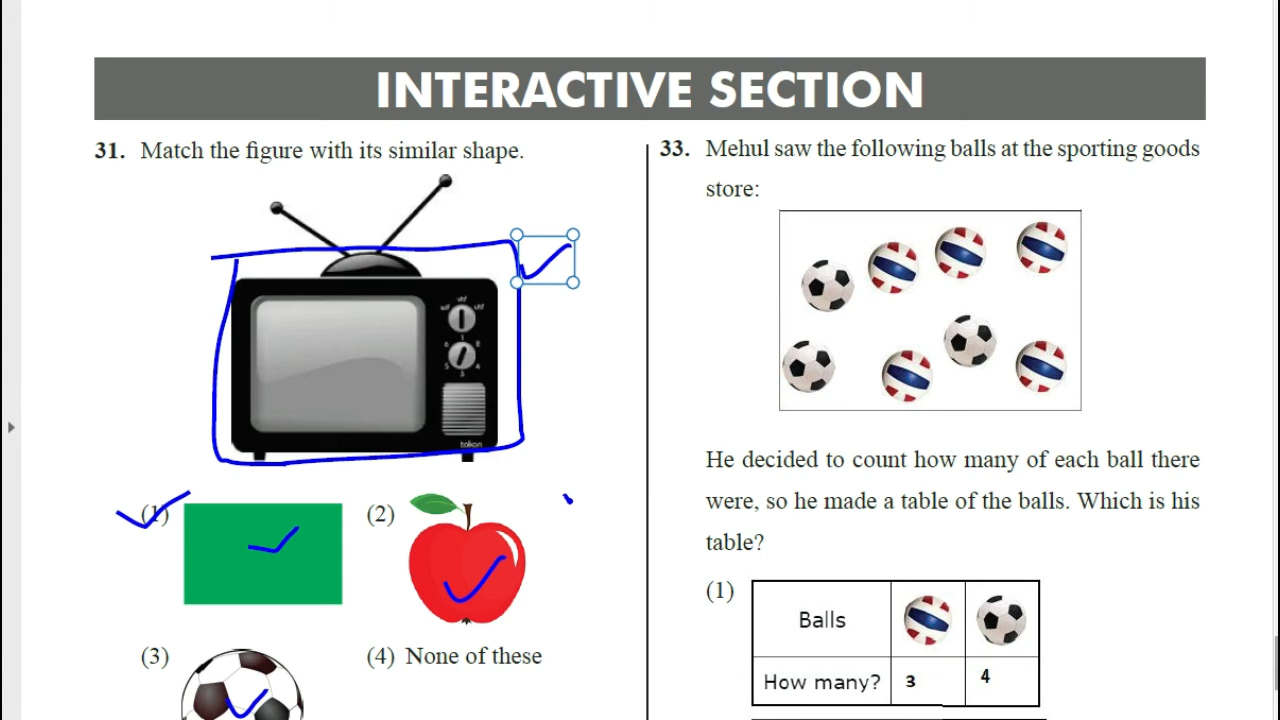 INTERACTIVE SECTION
31. Match the figure with its similar shape.
talkon
(1)
(2)
(3)
(4) None of these
33. Mehul saw the following balls at the sporting goods
store:
He decided to count how many of each ball there
were, so he made a table of the balls. Which is his
table?
(1)
Balls
How many? 3 4